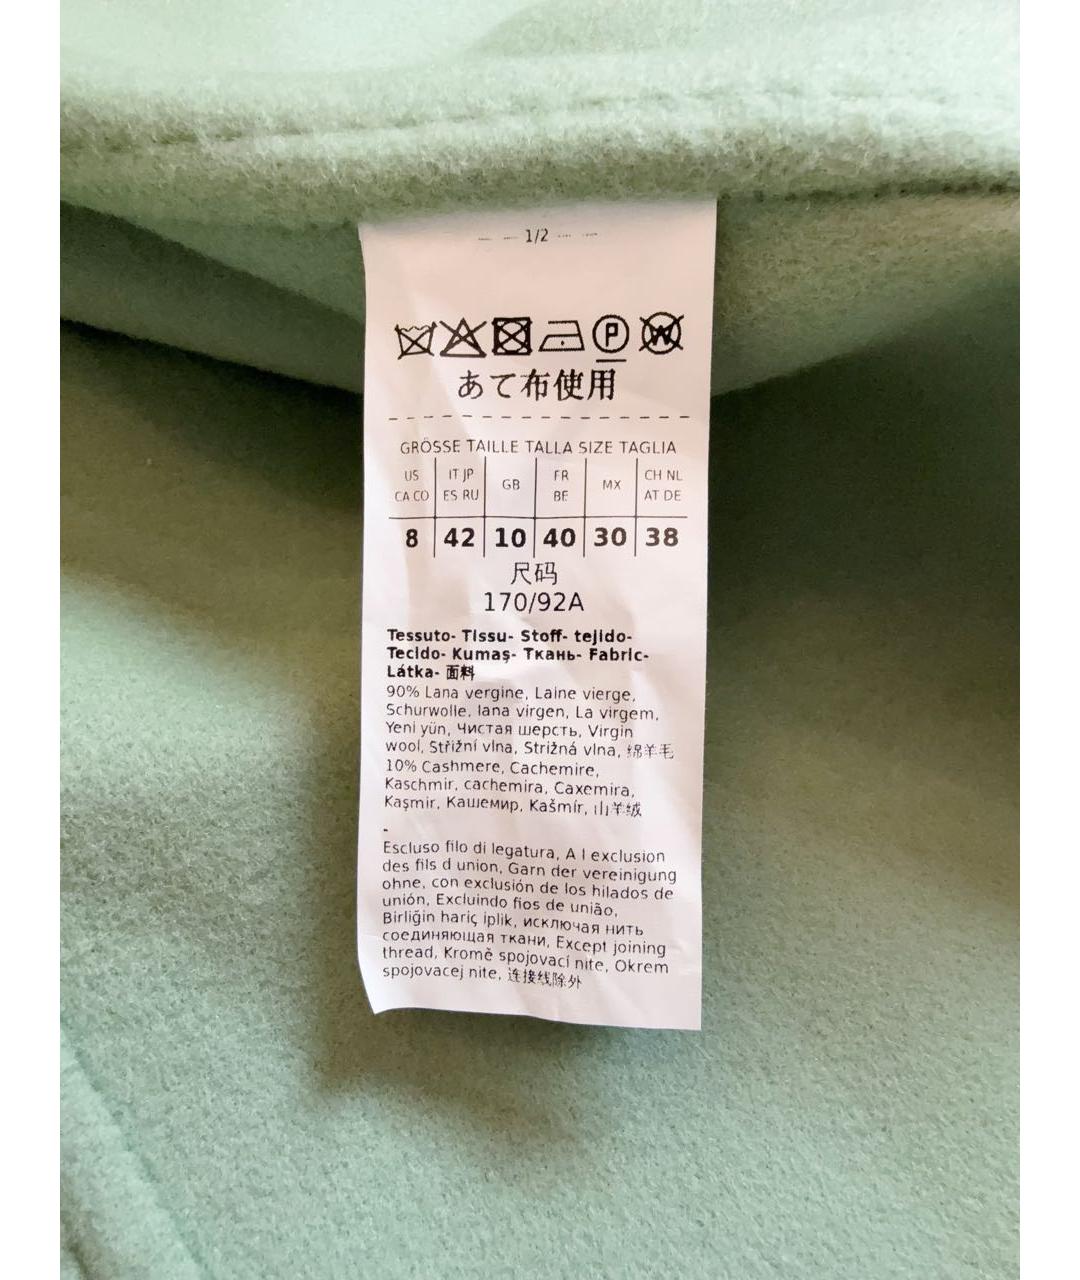 1/2
P W
あて布使用
GRÖSSE TAILLE TALLA SIZE TAGLIA
US CA CO | IT JP ES RU | GB | FR BE | MX | CH NL AT DE
8 | 42 | 10 | 40 | 30 | 38
尺码
170/92A
Tessuto- Tissu- Stoff- tejido-
Tecido- Kumaş- Ткань- Fabric-
Látka- 面料
90% Lana vergine, Laine vierge,
Schurwolle, lana virgen, La virgem,
Yeni yün, Чистая шерсть, Virgin
wool, Střižní vlna, Strižná vlna, 绵羊毛
10% Cashmere, Cachemire,
Kaschmir, cachemira, Caxemira,
Kaşmir, Кашемир, Kašmír, 山羊绒
-
Escluso filo di legatura, A l exclusion
des fils d union, Garn der vereinigung
ohne, con exclusión de los hilados de
unión, Excluindo fios de união,
Birliğin hariç iplik, исключая нить
соединяющая ткани, Except joining
thread, Kromě spojovací nite, Okrem
spojovacej nite, 连接线除外